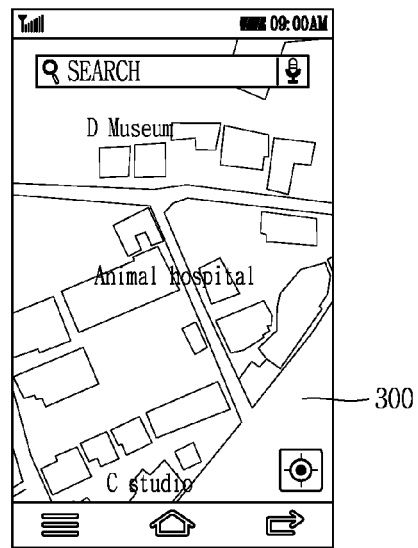 09:00AM
SEARCH
D Museum
Animal hospital
300
C studio